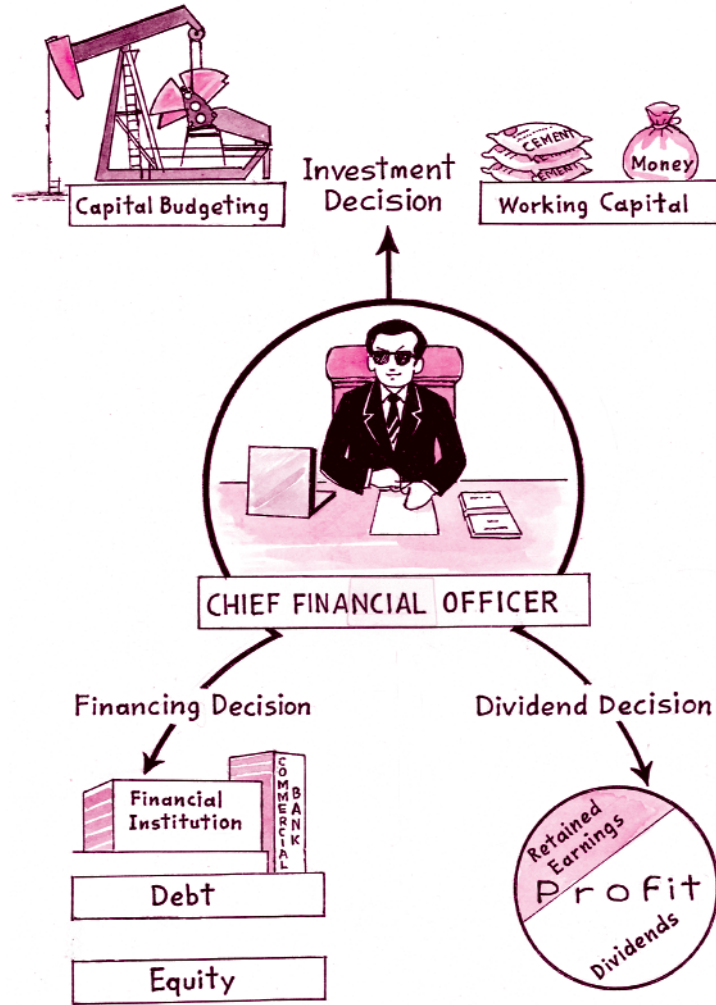 CEMENT
CEMENT
CEMENT
Money
Capital Budgeting
Investment
Decision
Working Capital
CHIEF FINANCIAL OFFICER
Financing Decision
Dividend Decision
Financial
Institution
COMMERCIAL
BANK
Debt
Equity
Retained
Earnings
Profit
Dividends